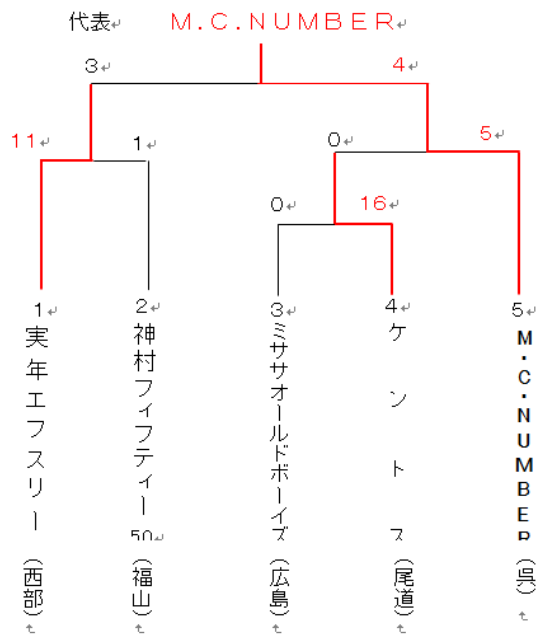 代表 M.C.NUMBER
3 4
11 1 0 5
0 16
1 2 3 4 5
実年エフスリー
(西部)
神村フィフティー50
(福山)
ミササオールドボーイズ
(広島)
ケントス
(尾道)
M・C・NUMBER
(呉)